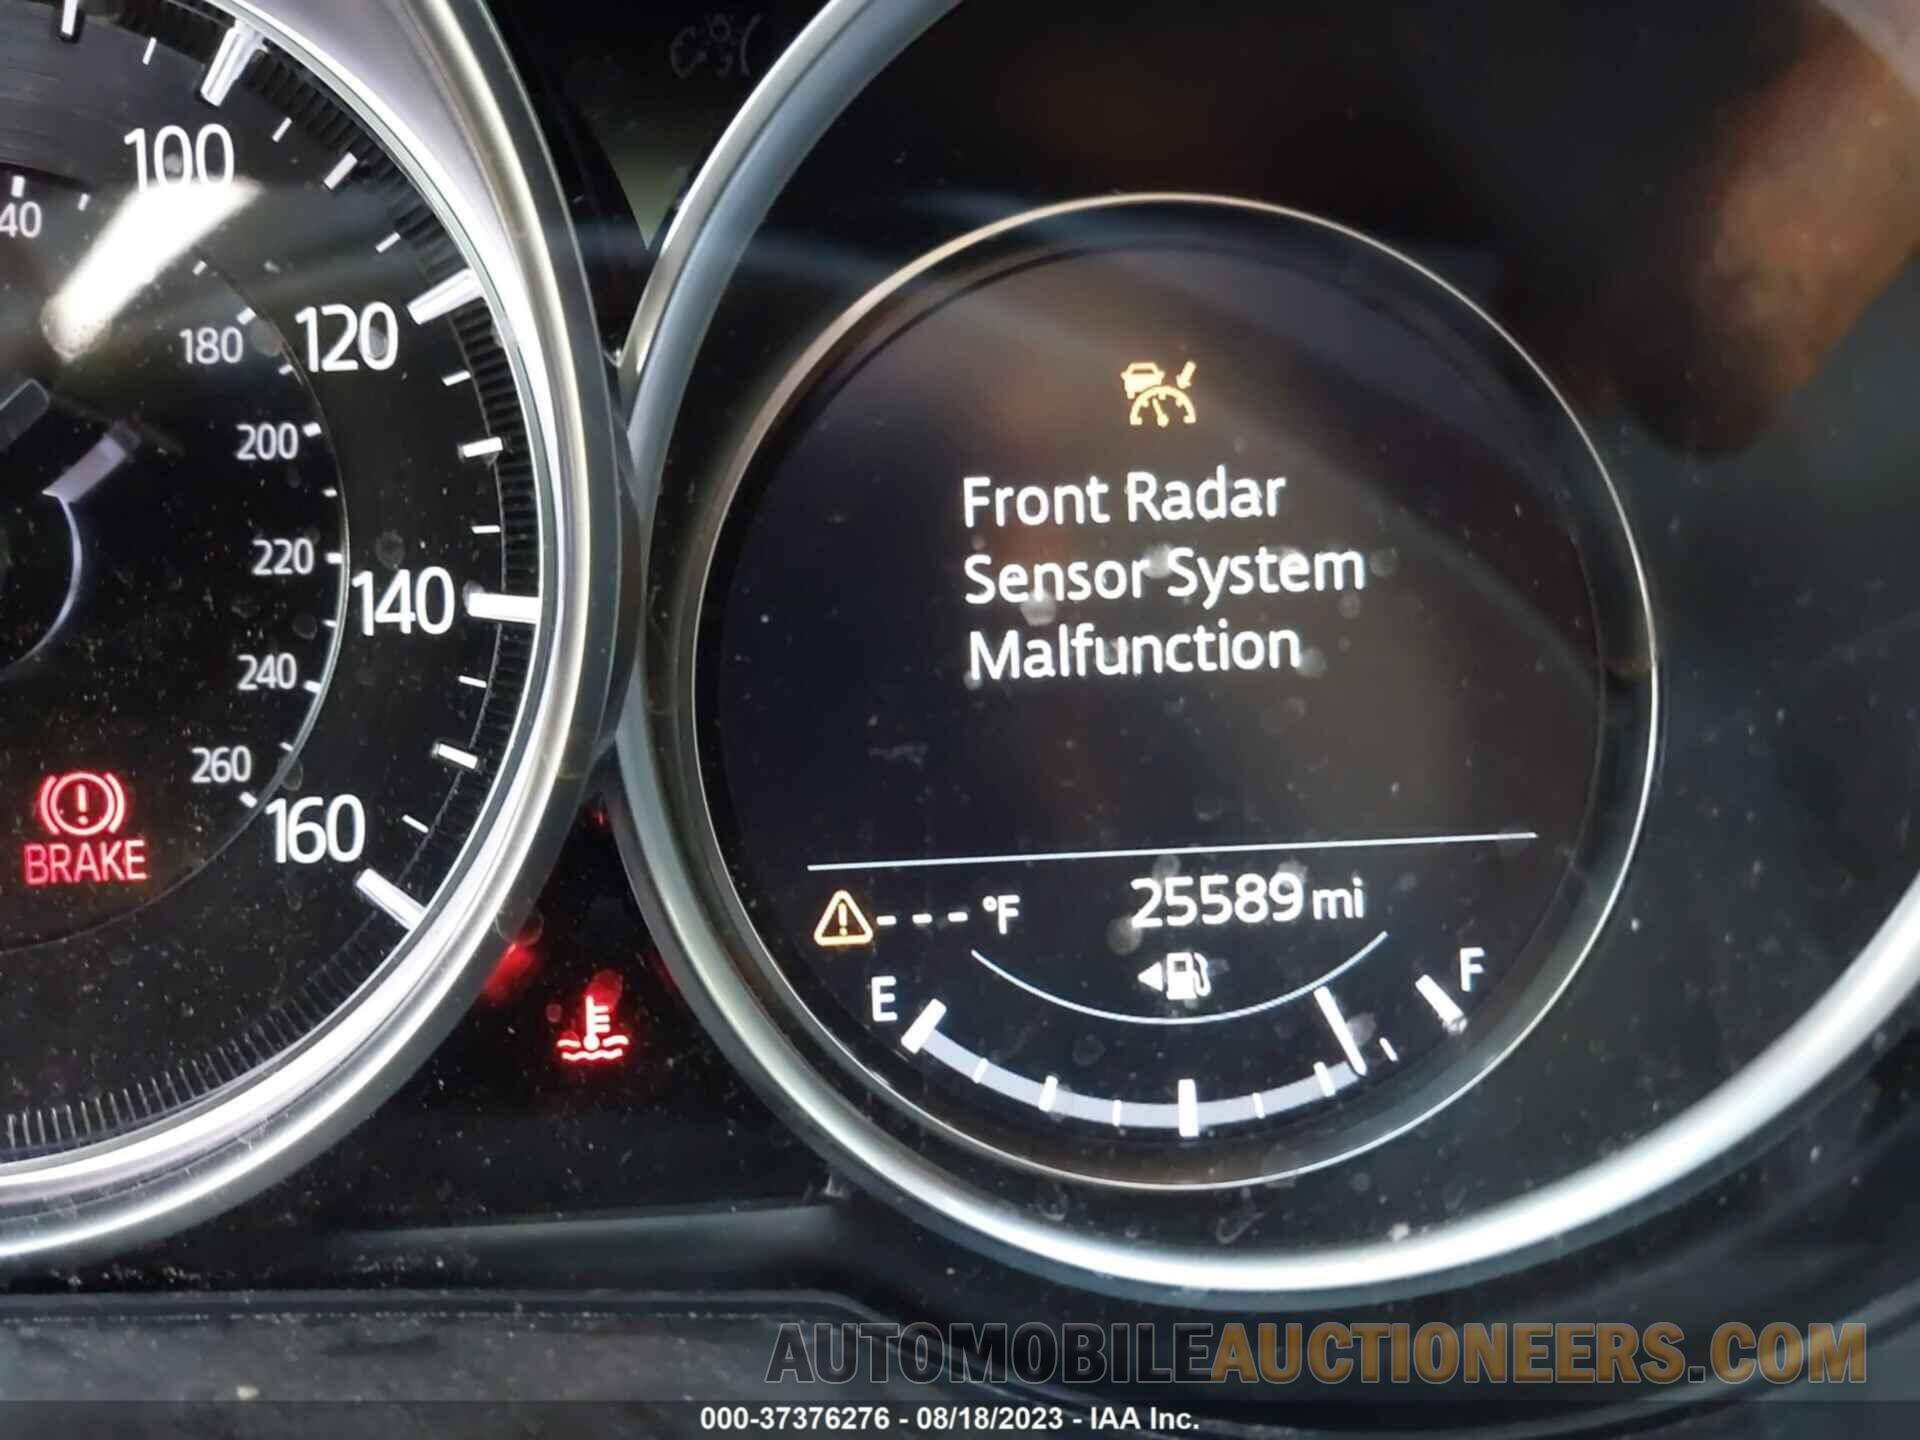 100
40
120
180
200
220
140
240
260
160
BRAKE
Front Radar
Sensor System
Malfunction
--- °F 25589 mi
E F
AUTOMOBILEAUCTIONEERS.COM
000-37376276 - 08/18/2023 - IAA Inc.